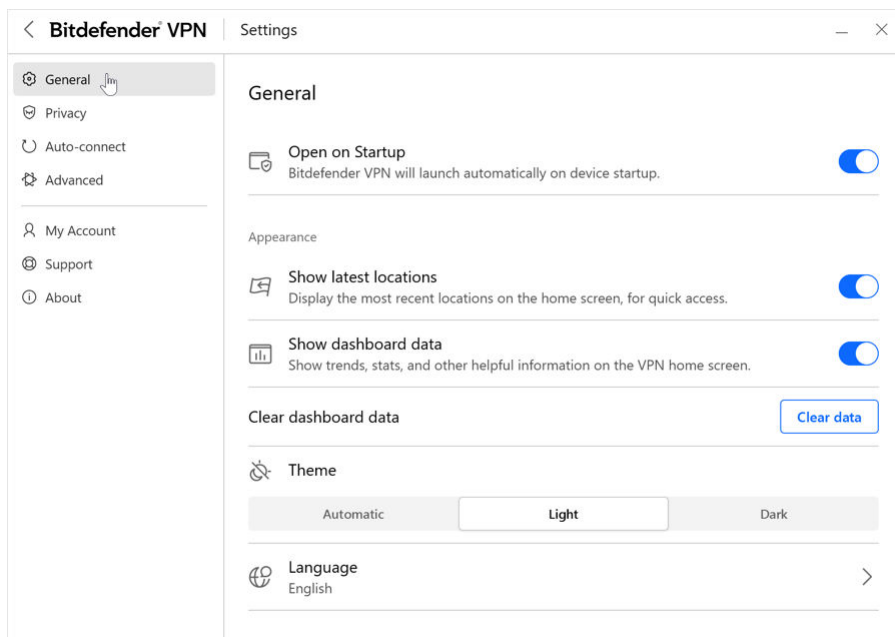 Bitdefender VPN
Settings
General
Privacy
Auto-connect
Advanced
My Account
Support
About
General
Open on Startup
Bitdefender VPN will launch automatically on device startup.
Appearance
Show latest locations
Display the most recent locations on the home screen, for quick access.
Show dashboard data
Show trends, stats, and other helpful information on the VPN home screen.
Clear dashboard data
Clear data
Theme
Automatic
Light
Dark
Language
English